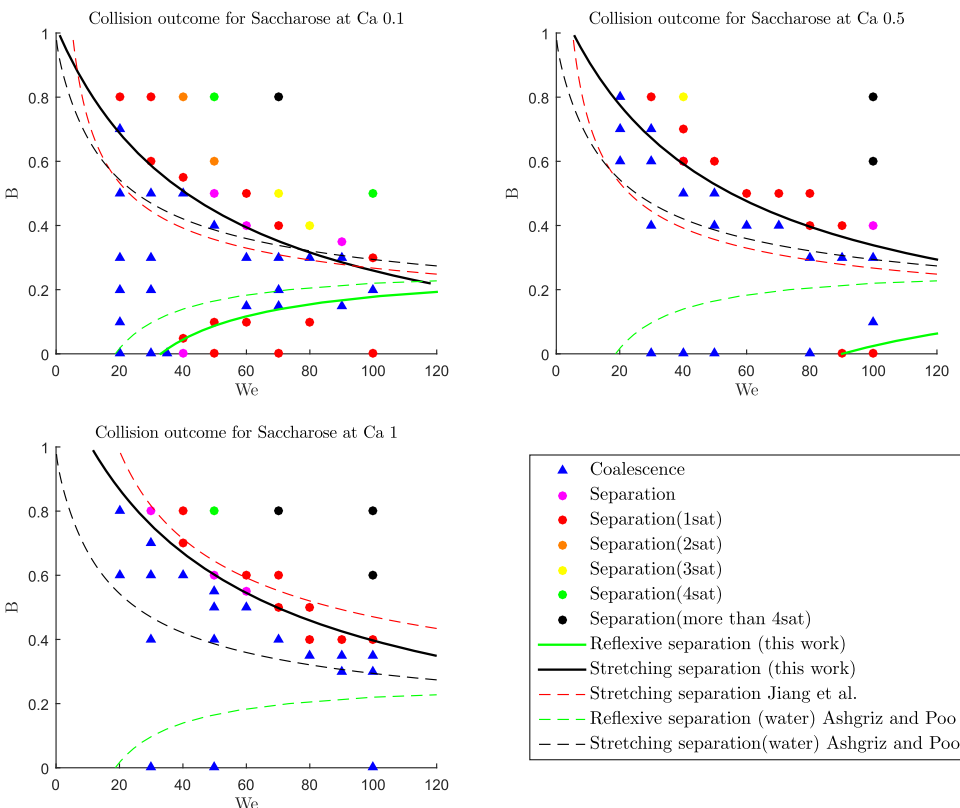 Collision outcome for Saccharose at Ca 0.1
1
0.8
0.6
0.4
0.2
0
B
0 20 40 60 80 100 120
We
Collision outcome for Saccharose at Ca 0.5
1
0.8
0.6
0.4
0.2
0
B
0 20 40 60 80 100 120
We
Collision outcome for Saccharose at Ca 1
1
0.8
0.6
0.4
0.2
0
B
0 20 40 60 80 100 120
We
Coalescence
Separation
Separation(1sat)
Separation(2sat)
Separation(3sat)
Separation(4sat)
Separation(more than 4sat)
Reflexive separation (this work)
Stretching separation (this work)
Stretching separation Jiang et al.
Reflexive separation (water) Ashgriz and Poo
Stretching separation(water) Ashgriz and Poo